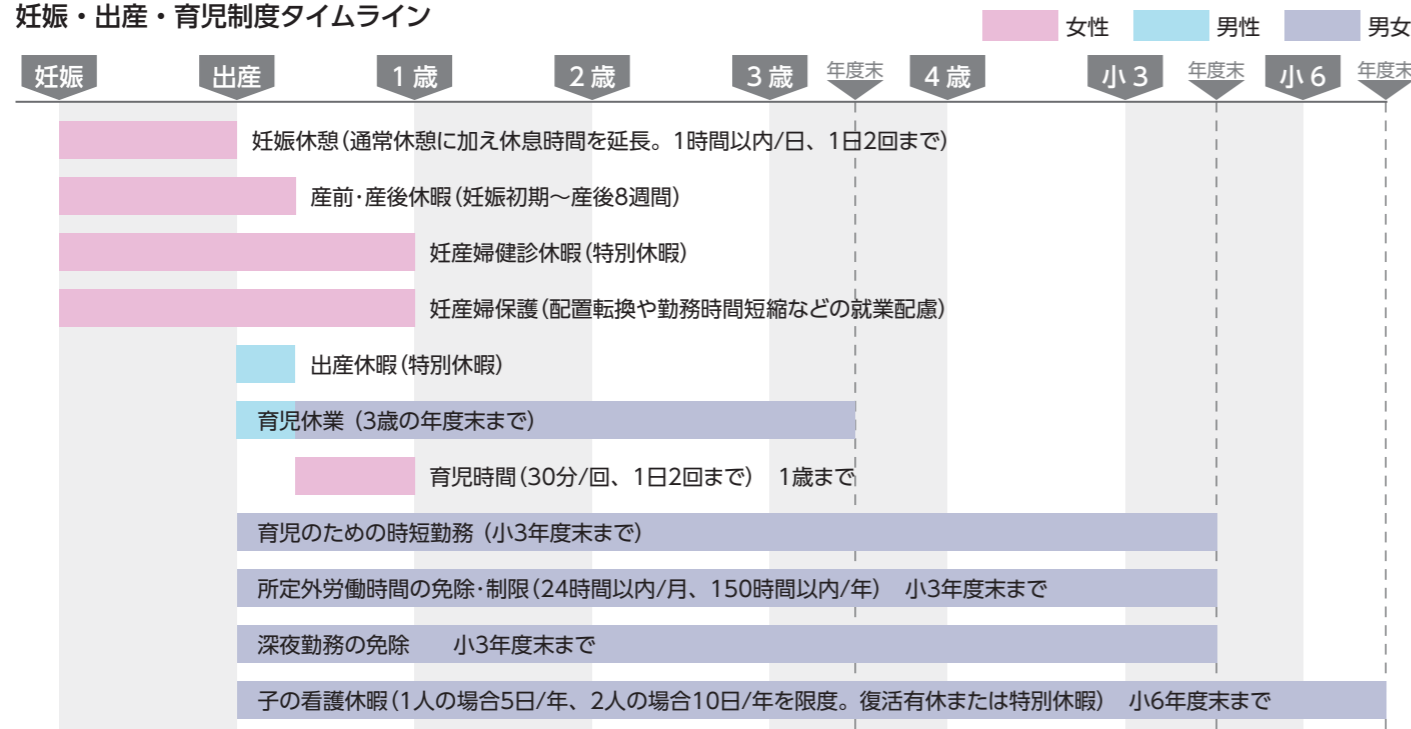 妊娠・出産・育児制度タイムライン
女性 男性 男女
妊娠 出産 1歳 2歳 3歳 年度末 4歳 小3 年度末 小6 年度末
妊娠休憩(通常休憩に加え休息時間を延長。1時間以内/日、1日2回まで)
産前・産後休暇(妊娠初期～産後8週間)
妊産婦健診休暇(特別休暇)
妊産婦保護(配置転換や勤務時間短縮などの就業配慮)
出産休暇(特別休暇)
育児休業(3歳の年度末まで)
育児時間(30分/回、1日2回まで) 1歳まで
育児のための時短勤務(小3年度末まで)
所定外労働時間の免除・制限(24時間以内/月、150時間以内/年) 小3年度末まで
深夜勤務の免除 小3年度末まで
子の看護休暇(1人の場合5日/年、2人の場合10日/年を限度。復活有休または特別休暇) 小6年度末まで